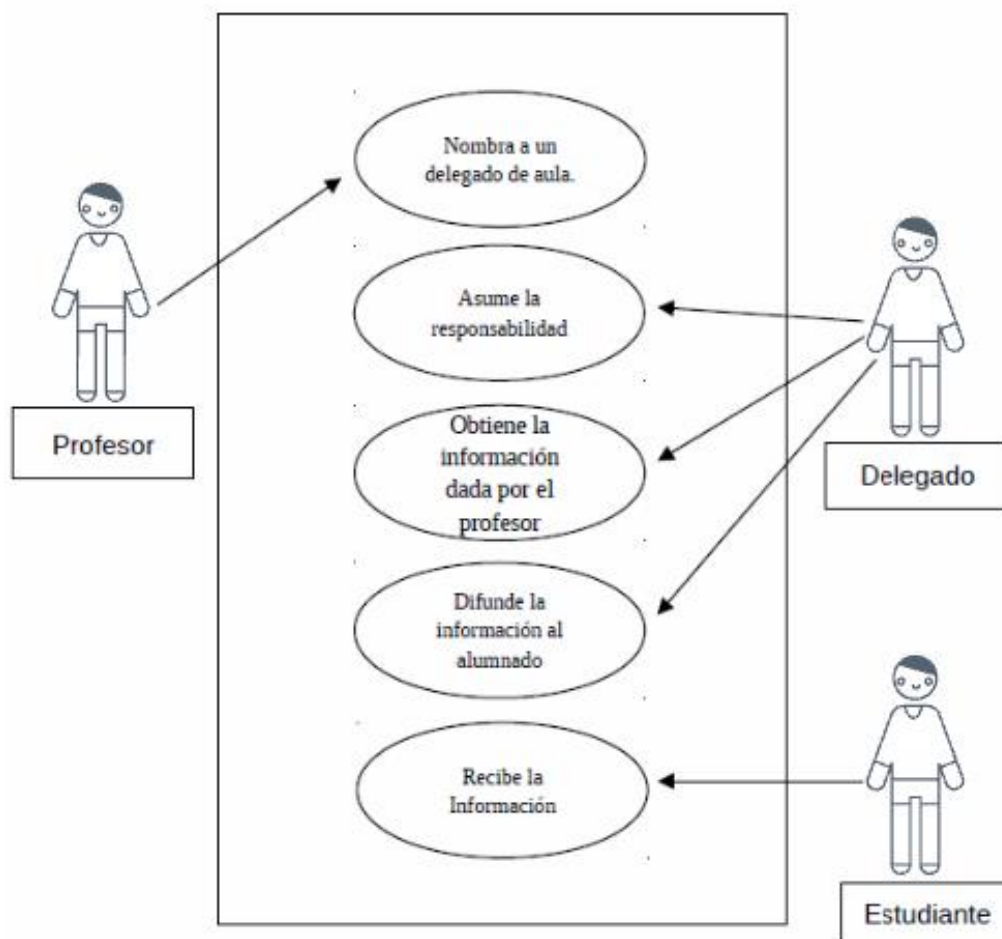 Nombra a un
delegado de aula.
Asume la
responsabilidad
Profesor
Obtiene la
información
dada por el
profesor
Delegado
Difunde la
información al
alumnado
Recibe la
Información
Estudiante